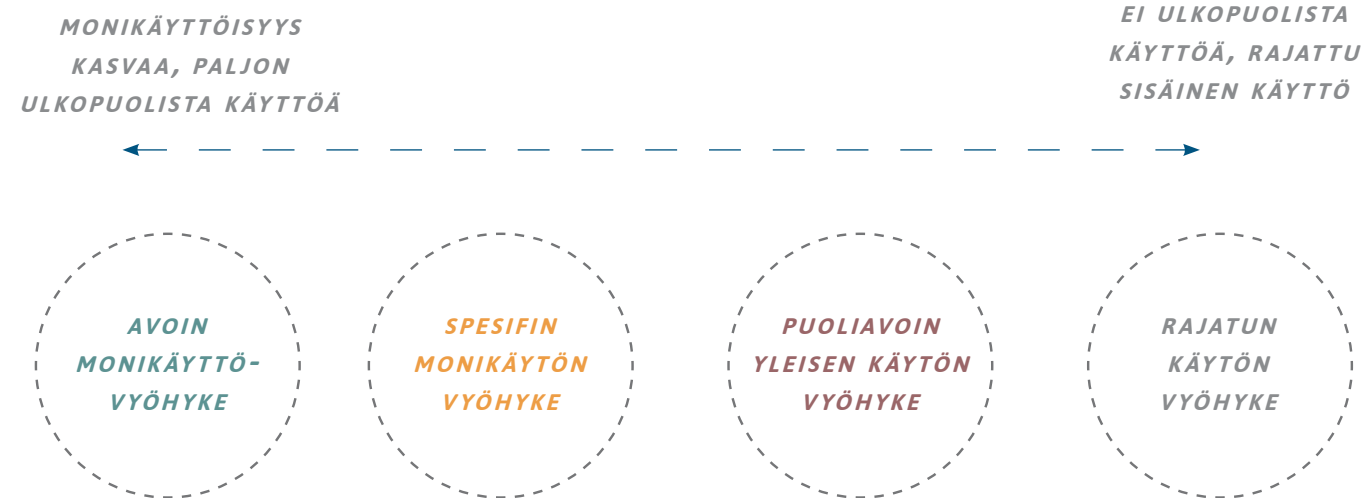 MONIKÄYTTÖISYYS
KASVAA, PALJON
ULKOPUOLISTA KÄYTTÖÄ
EI ULKOPUOLISTA
KÄYTTÖÄ, RAJATTU
SISÄINEN KÄYTTÖ
AVOIN
MONIKÄYTTÖ-
VYÖHYKE
SPESIFIN
MONIKÄYTÖN
VYÖHYKE
PUOLIAVOIN
YLEISEN KÄYTÖN
VYÖHYKE
RAJATUN
KÄYTÖN
VYÖHYKE